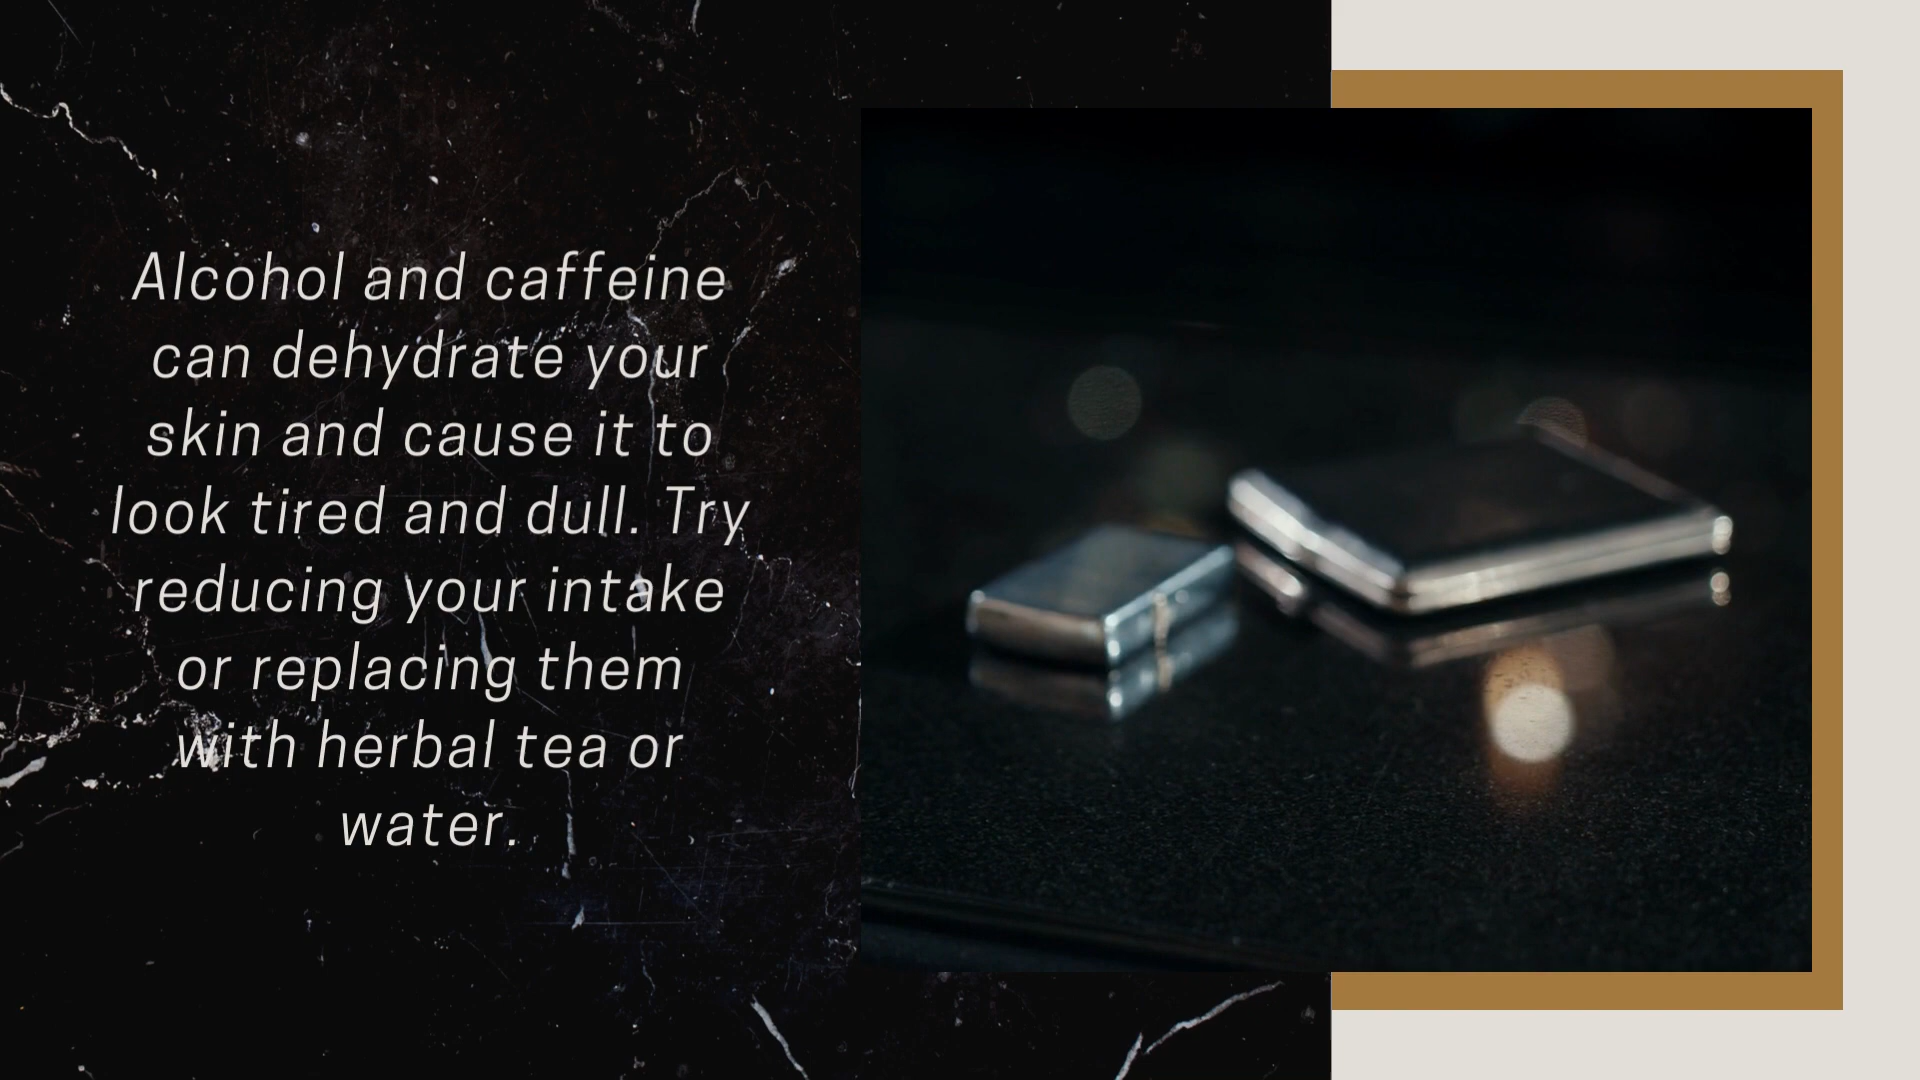 Alcohol and caffeine
can dehydrate your
skin and cause it to
look tired and dull. Try
reducing your intake
or replacing them
with herbal tea or
water.